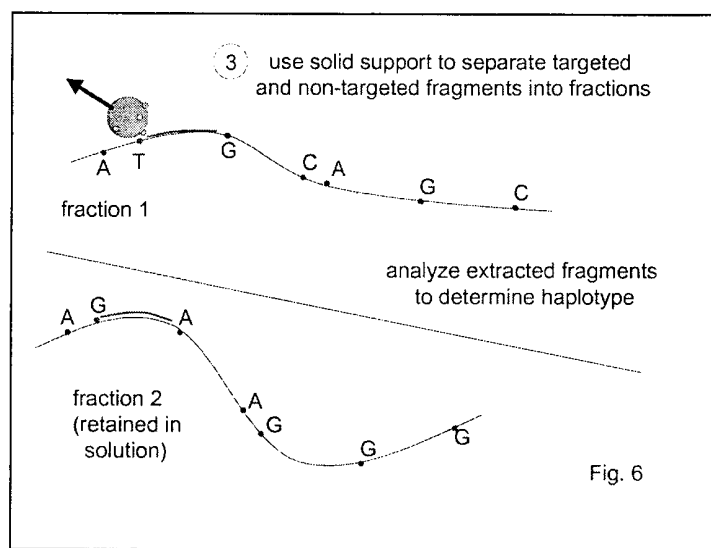 3 use solid support to separate targeted
and non-targeted fragments into fractions
A T G C A G C
fraction 1
analyze extracted fragments
to determine haplotype
A G A A G G G
fraction 2
(retained in
solution)
Fig. 6